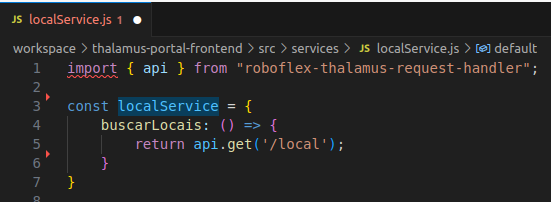 JS localService.js 1
workspace > thalamus-portal-frontend > src > services > JS localService.js > default
1 import { api } from "roboflex-thalamus-request-handler";
2
3 const localService = {
4 buscarLocais: () => {
5 return api.get('/local');
6 }
7 }
8